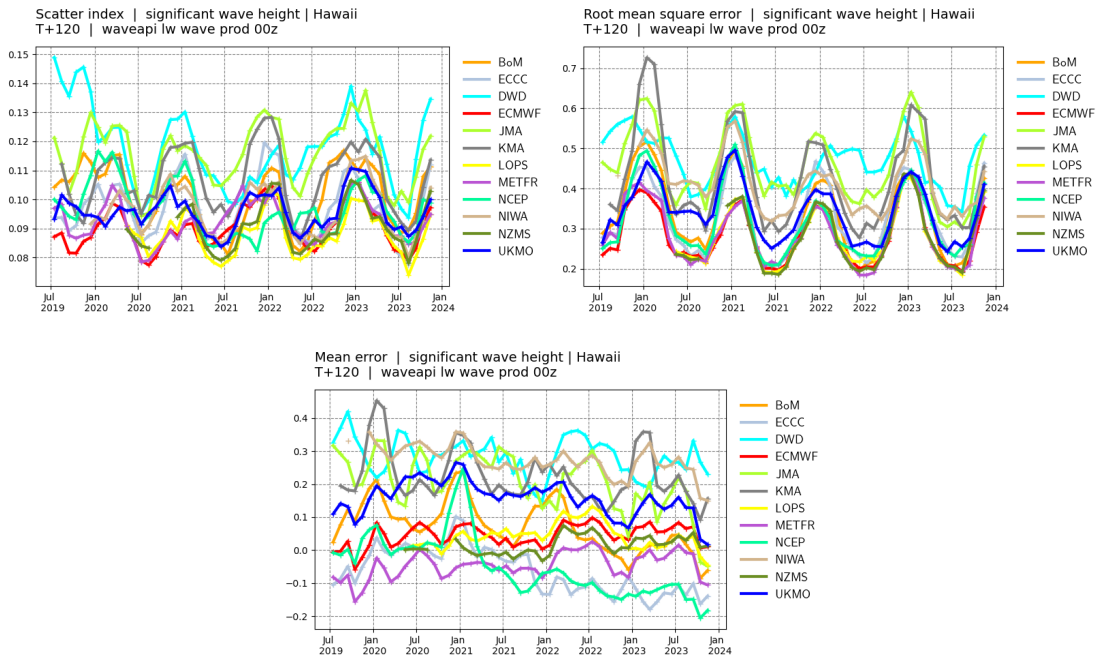 Scatter index | significant wave height | Hawaii
T+120 | waveapi lw wave prod 00z
0.15
0.14
0.13
0.12
0.11
0.10
0.09
0.08
Jul 2019
Jan 2020
Jul 2020
Jan 2021
Jul 2021
Jan 2022
Jul 2022
Jan 2023
Jul 2023
Jan 2024
BoM
ECCC
DWD
ECMWF
JMA
KMA
LOPS
METFR
NCEP
NIWA
NZMS
UKMO
Root mean square error | significant wave height | Hawaii
T+120 | waveapi lw wave prod 00z
0.7
0.6
0.5
0.4
0.3
0.2
Jul 2019
Jan 2020
Jul 2020
Jan 2021
Jul 2021
Jan 2022
Jul 2022
Jan 2023
Jul 2023
Jan 2024
BoM
ECCC
DWD
ECMWF
JMA
KMA
LOPS
METFR
NCEP
NIWA
NZMS
UKMO
Mean error | significant wave height | Hawaii
T+120 | waveapi lw wave prod 00z
0.4
0.3
0.2
0.1
0.0
−0.1
−0.2
Jul 2019
Jan 2020
Jul 2020
Jan 2021
Jul 2021
Jan 2022
Jul 2022
Jan 2023
Jul 2023
Jan 2024
BoM
ECCC
DWD
ECMWF
JMA
KMA
LOPS
METFR
NCEP
NIWA
NZMS
UKMO